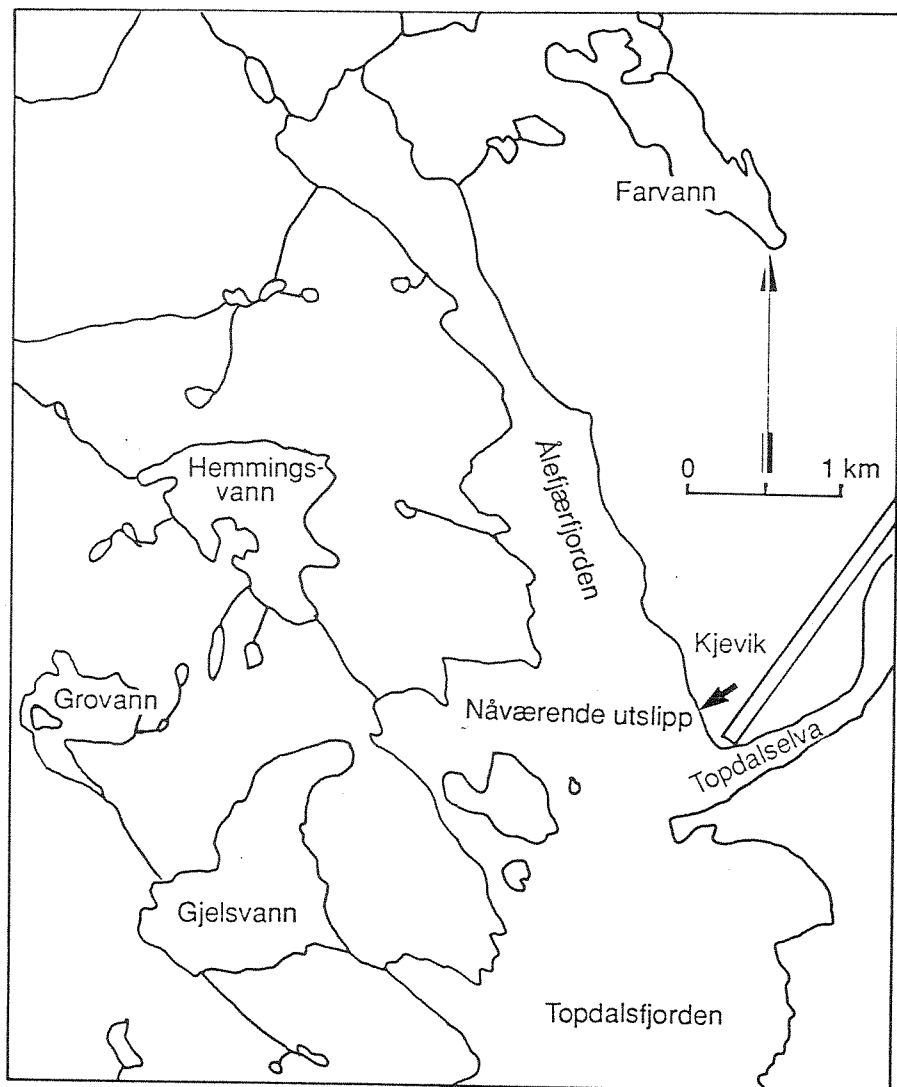 Farvann
0 1 km
Hemmings-
vann
Ålefjærfjorden
Kjevik
Grovann
Nåværende utslipp
Topdalselva
Gjelsvann
Topdalsfjorden